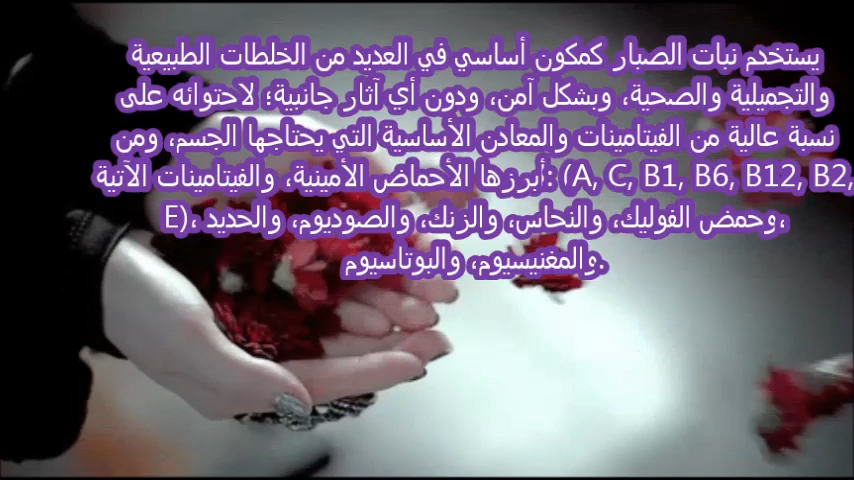 يستخدم نبات الصبار كمكون أساسي في العديد من الخلطات الطبيعية
والتجميلية والصحية، وبشكل آمن، ودون أي آثار جانبية؛ لاحتوائه على
نسبة عالية من الفيتامينات والمعادن الأساسية التي يحتاجها الجسم، ومن
أبرزها الأحماض الأمينية، والفيتامينات الآتية: (A, C, B1, B6, B12, B2,
E)، وحمض الفوليك، والنحاس، والزنك، والصوديوم، والحديد،
والمغنيسيوم، والبوتاسيوم.